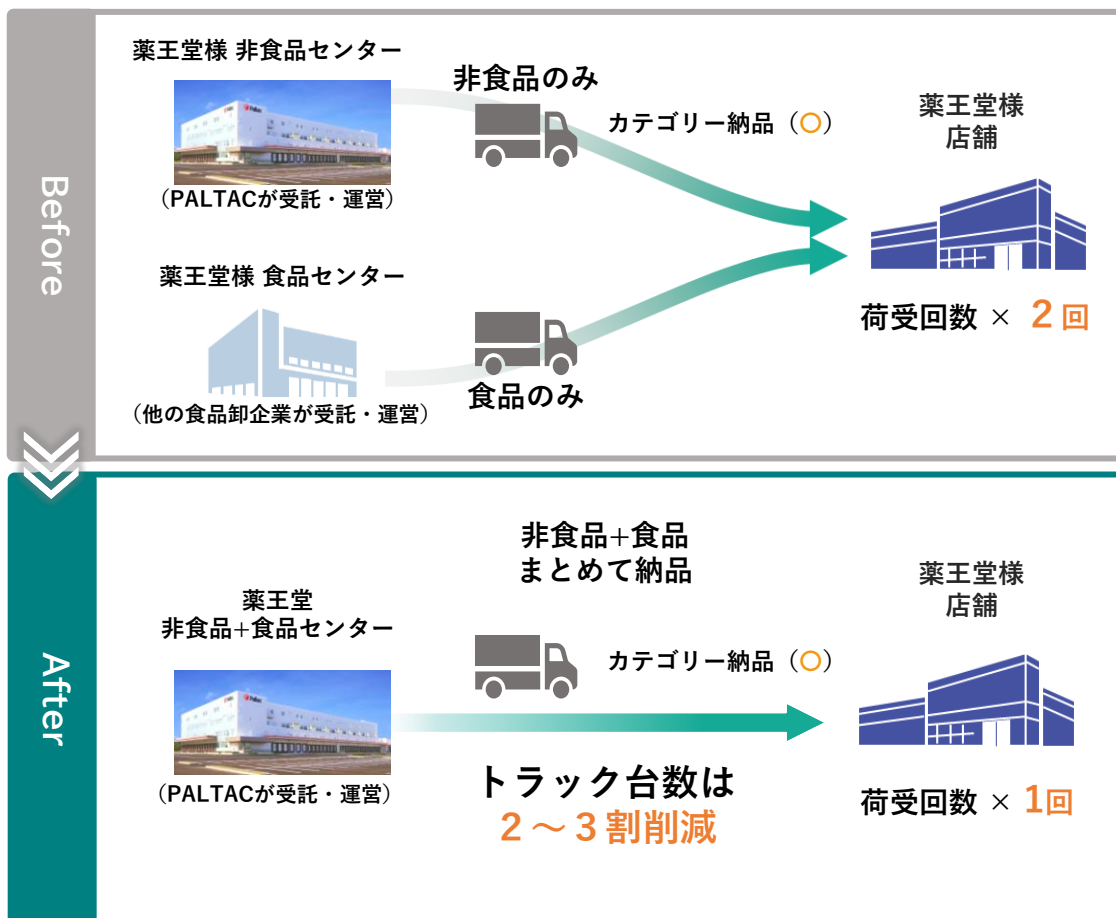 Before
薬王堂様 非食品センター
（PALTACが受託・運営）
非食品のみ
カテゴリー納品（〇）
薬王堂様 食品センター
（他の食品卸企業が受託・運営）
食品のみ
薬王堂様
店舗
荷受回数 × 2 回
After
薬王堂
非食品+食品センター
（PALTACが受託・運営）
非食品+食品
まとめて納品
カテゴリー納品（〇）
トラック台数は
２～３割削減
薬王堂様
店舗
荷受回数 × 1回